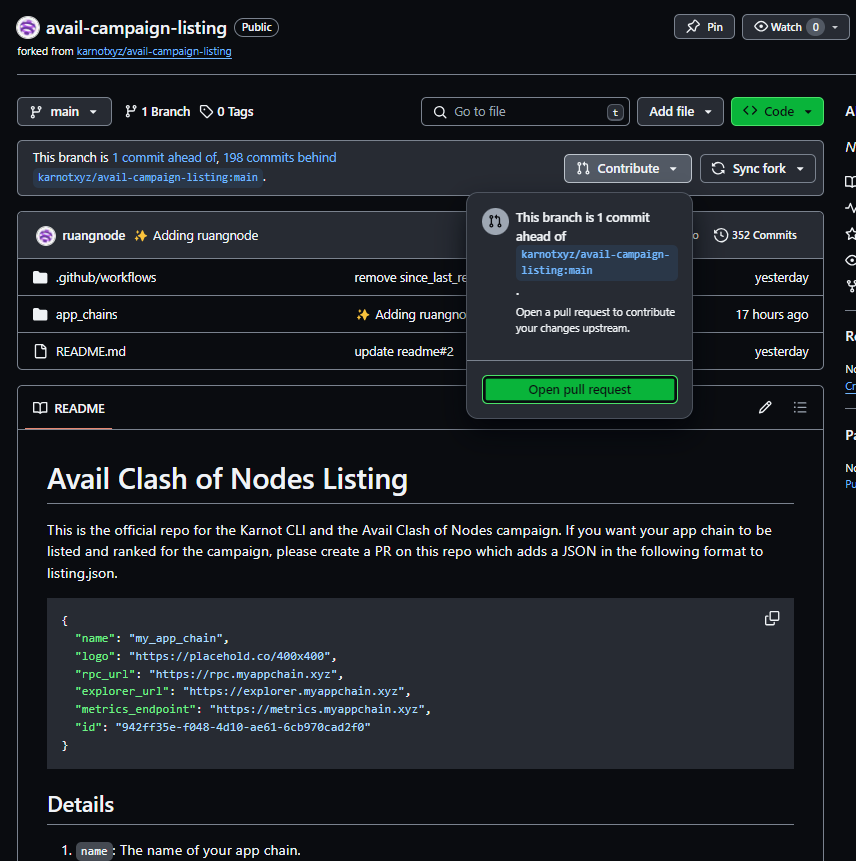 avail-campaign-listing Public Pin Watch 0
forked from karnotxyz/avail-campaign-listing
main 1 Branch 0 Tags Go to file t Add file <> Code
This branch is 1 commit ahead of, 198 commits behind
karnotxyz/avail-campaign-listing:main .
Contribute Sync fork
This branch is 1 commit
ahead of
karnotxyz/avail-campaign-
listing:main
.
Open a pull request to contribute
your changes upstream.
Open pull request
ruangnode ✨ Adding ruangnode 352 Commits
.github/workflows remove since_last_re yesterday
app_chains ✨ Adding ruangno 17 hours ago
README.md update readme#2 yesterday
README
Avail Clash of Nodes Listing
This is the official repo for the Karnot CLI and the Avail Clash of Nodes campaign. If you want your app chain to be
listed and ranked for the campaign, please create a PR on this repo which adds a JSON in the following format to
listing.json.
{
"name": "my_app_chain",
"logo": "https://placehold.co/400x400",
"rpc_url": "https://rpc.myappchain.xyz",
"explorer_url": "https://explorer.myappchain.xyz",
"metrics_endpoint": "https://metrics.myappchain.xyz",
"id": "942ff35e-f048-4d10-ae61-6cb970cad2f0"
}
Details
1. name: The name of your app chain.